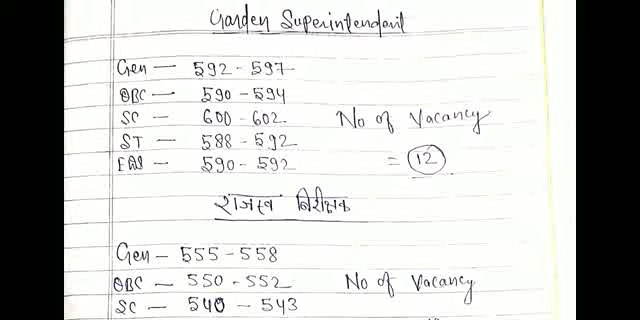 Garden Superintendent
Gen — 592 - 597
OBC — 590 - 594
SC — 600 - 602
No of Vacancy
ST — 588 - 592
= 12
EWS — 590 - 592
राजस्व निरीक्षक
Gen — 555 - 558
OBC — 550 - 552 No of Vacancy
SC — 540 - 543